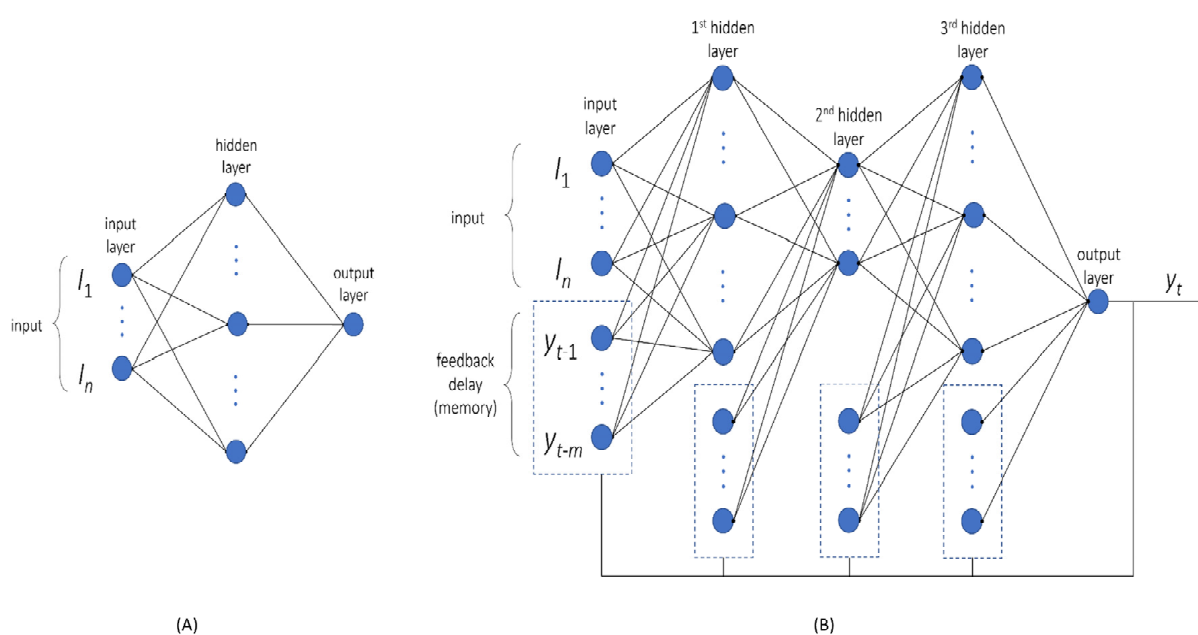 hidden
layer
input
layer
I1
In
input
output
layer
(A)
1st hidden
layer
3rd hidden
layer
2nd hidden
layer
input
layer
I1
In
input
yt-1
yt-m
feedback
delay
(memory)
output
layer
yt
(B)